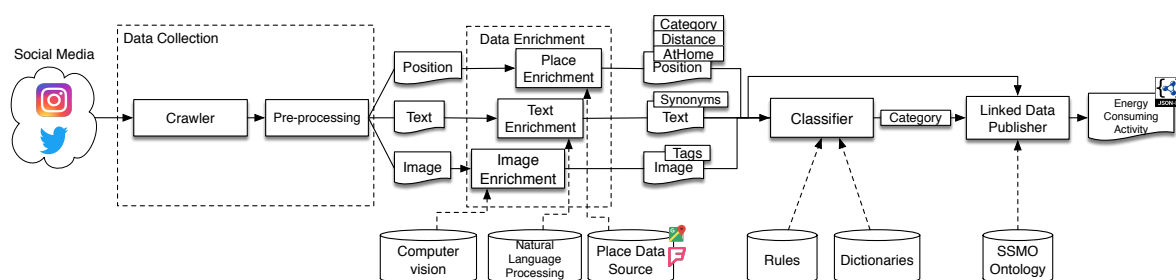 Social Media
Data Collection
Crawler
Pre-processing
Position
Text
Image
Data Enrichment
Place
Enrichment
Text
Enrichment
Image
Enrichment
Category
Distance
AtHome
Position
Synonyms
Text
Tags
Image
Classifier
Category
Linked Data
Publisher
JSON-
Energy
Consuming
Activity
Computer
vision
Natural
Language
Processing
Place Data
Source
Rules
Dictionaries
SSMO
Ontology